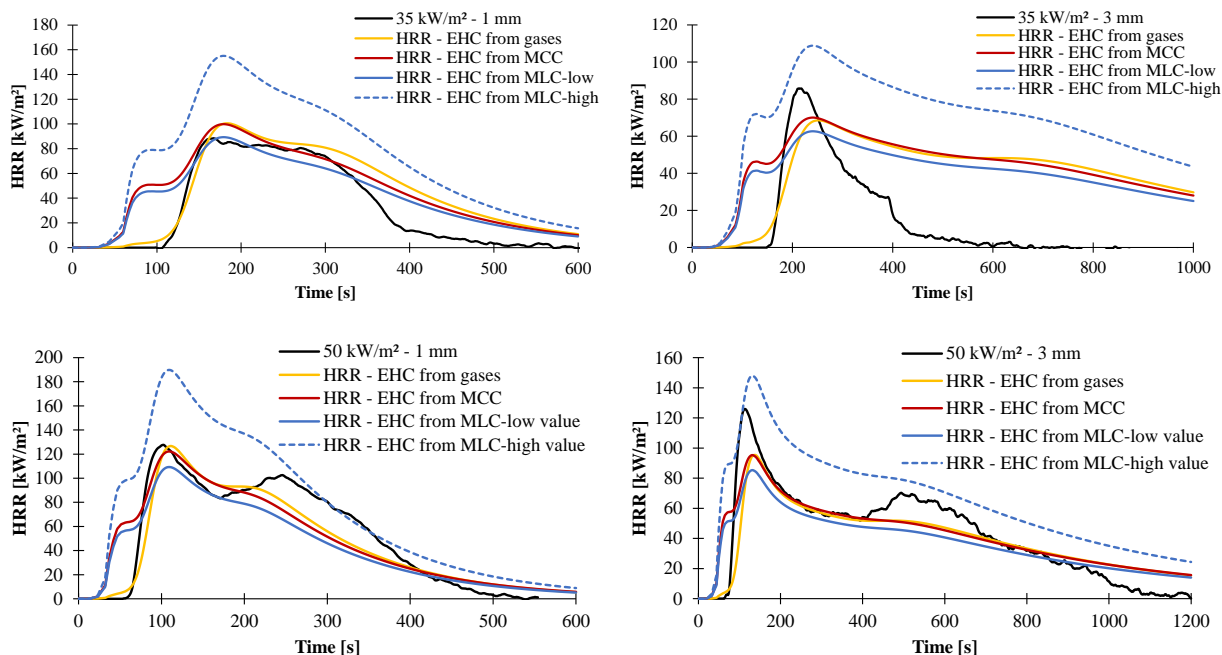 180
160
140
120
100
80
60
40
20
0
HRR [kW/m²]
0 100 200 300 400 500 600
Time [s]
35 kW/m² - 1 mm
HRR - EHC from gases
HRR - EHC from MCC
HRR - EHC from MLC-low
HRR - EHC from MLC-high
120
100
80
60
40
20
0
HRR [kW/m²]
0 200 400 600 800 1000
Time [s]
35 kW/m² - 3 mm
HRR - EHC from gases
HRR - EHC from MCC
HRR - EHC from MLC-low
HRR - EHC from MLC-high
200
180
160
140
120
100
80
60
40
20
0
HRR [kW/m²]
0 100 200 300 400 500 600
Time [s]
50 kW/m² - 1 mm
HRR - EHC from gases
HRR - EHC from MCC
HRR - EHC from MLC-low value
HRR - EHC from MLC-high value
160
140
120
100
80
60
40
20
0
HRR [kW/m²]
0 200 400 600 800 1000 1200
Time [s]
50 kW/m² - 3 mm
HRR - EHC from gases
HRR - EHC from MCC
HRR - EHC from MLC-low value
HRR - EHC from MLC-high value